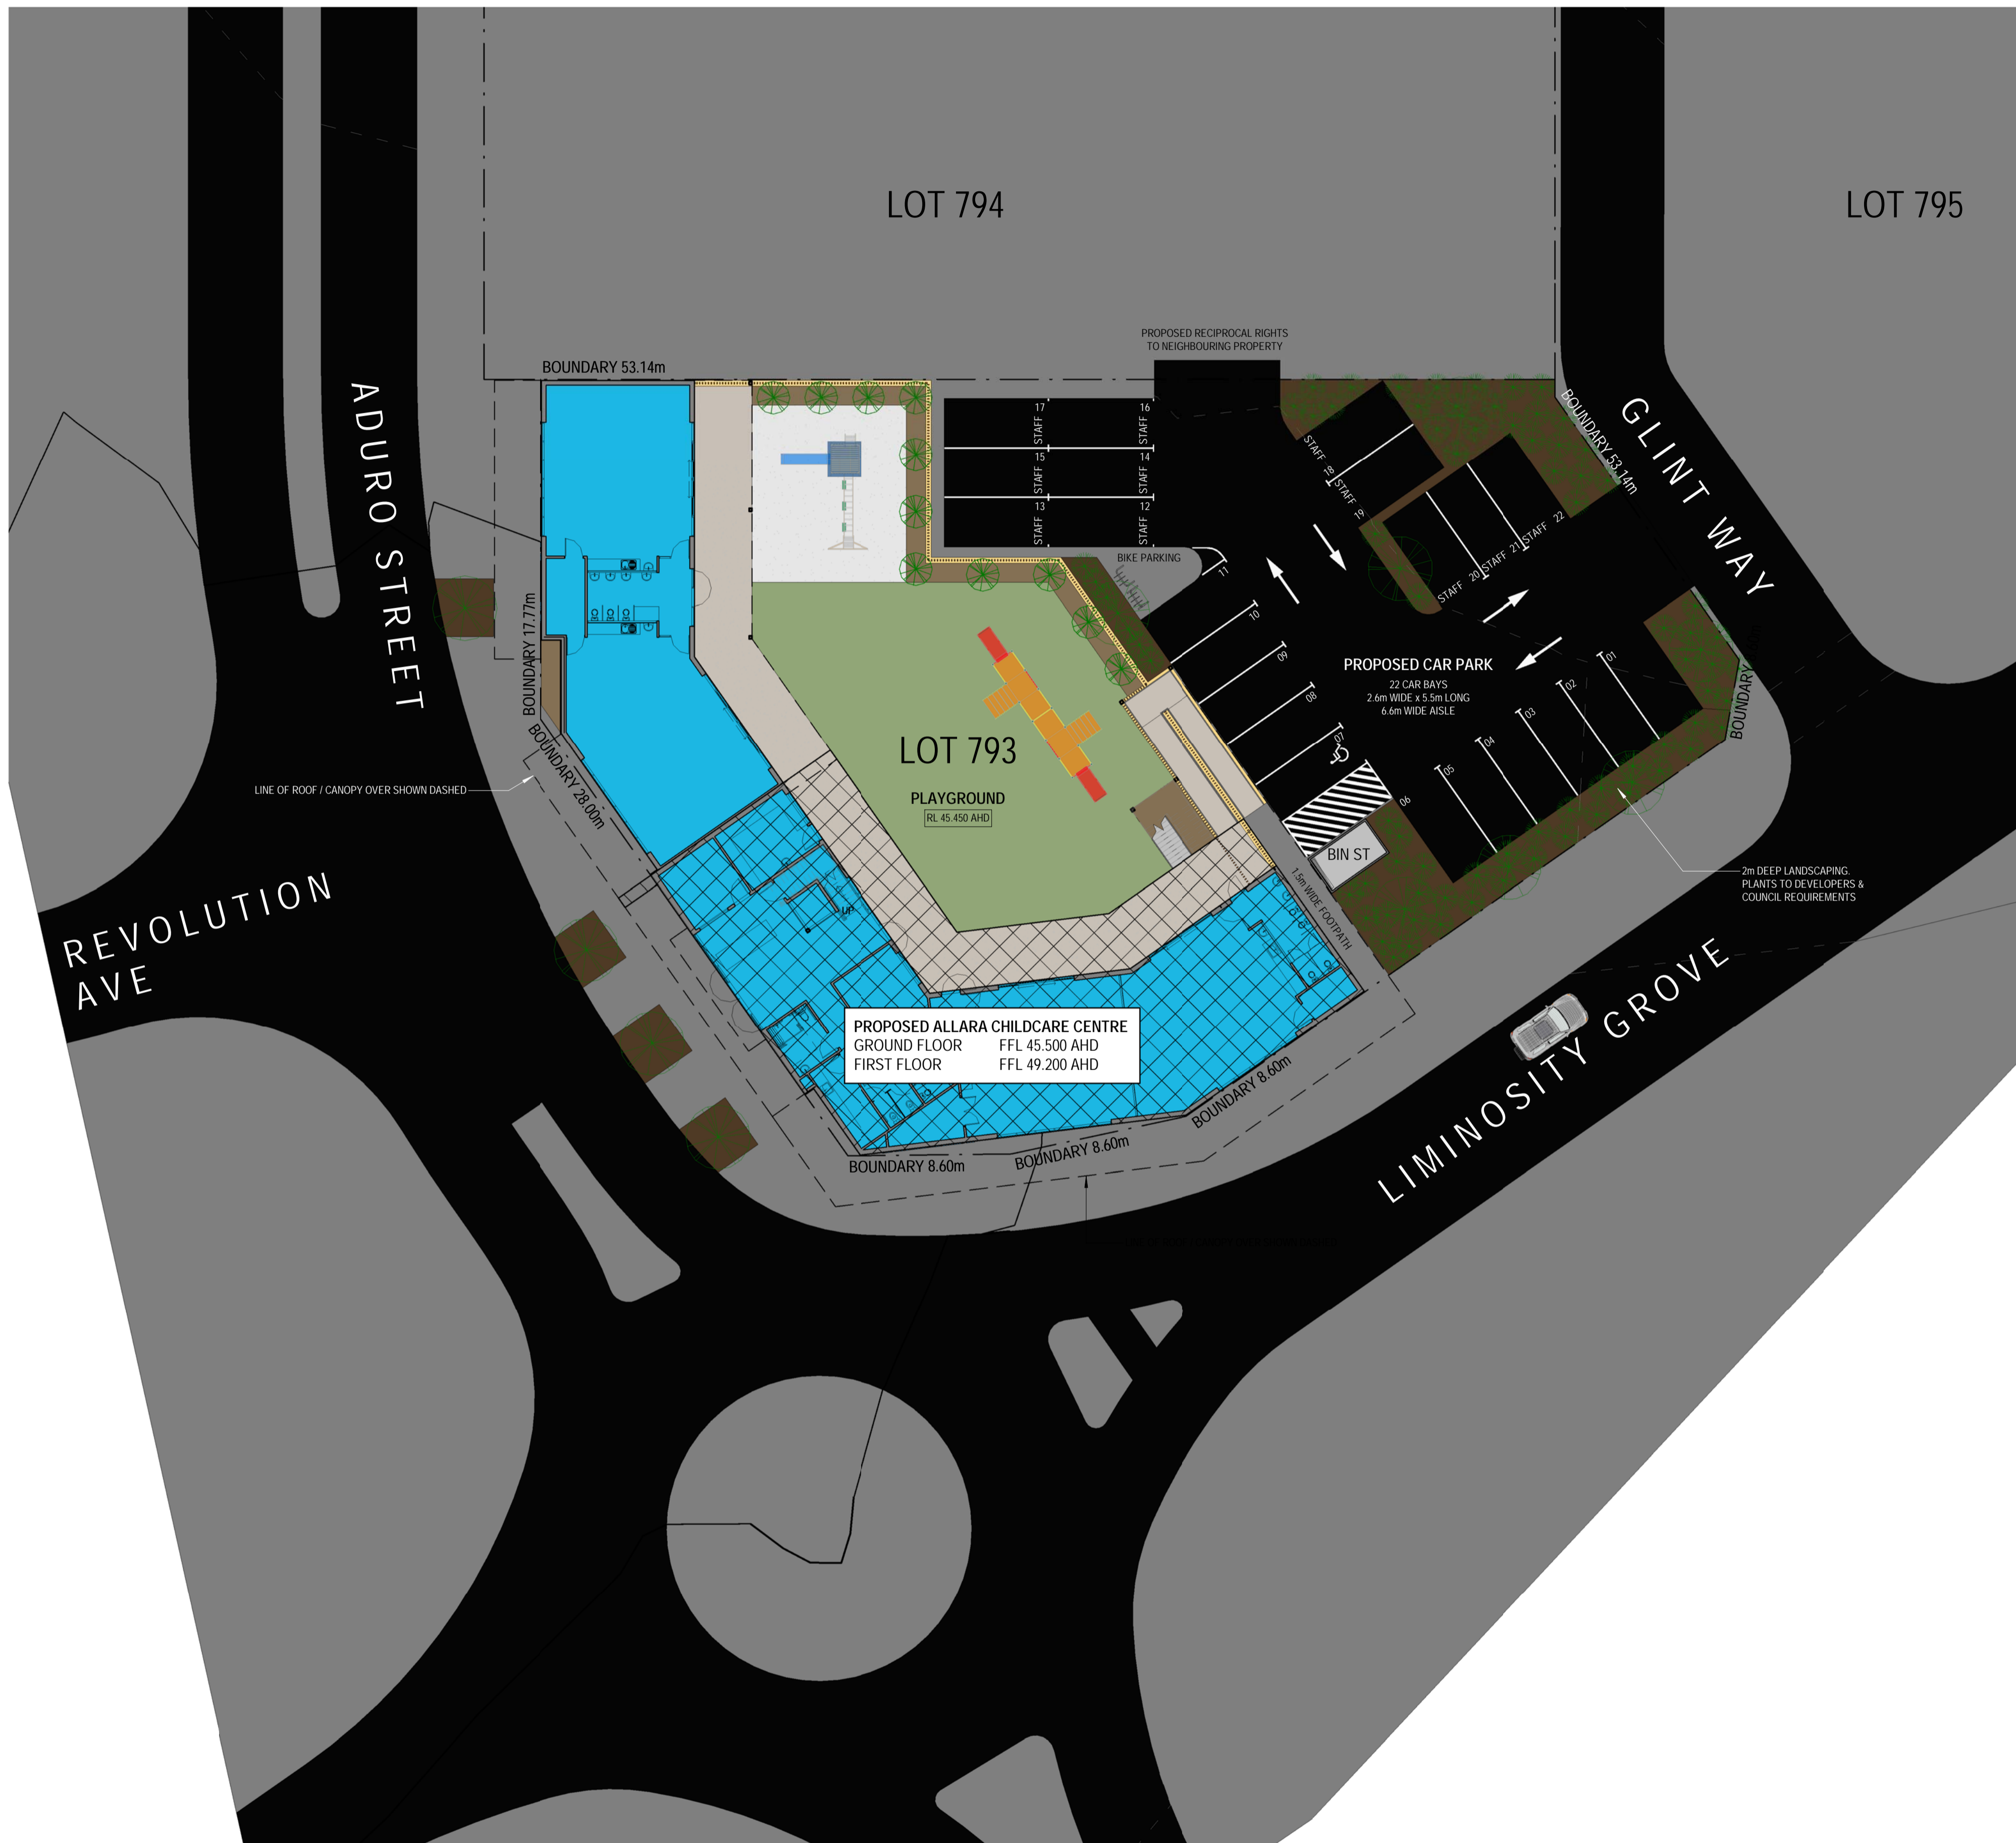 LOT 794
LOT 795
PROPOSED RECIPROCAL RIGHTS
TO NEIGHBOURING PROPERTY
BOUNDARY 53.14m
ADURO STREET
GLINT WAY
BOUNDARY 53.14m
17
STAFF
16
STAFF
15
STAFF
14
STAFF
13
STAFF
12
STAFF
STAFF 18
STAFF 19
STAFF 20
STAFF 21
STAFF 22
BIKE PARKING
11
10
09
08
07
06
05
04
03
02
01
PROPOSED CAR PARK
22 CAR BAYS
2.6m WIDE x 5.5m LONG
6.6m WIDE AISLE
BOUNDARY
BOUNDARY 17.77m
BOUNDARY 28.00m
LINE OF ROOF / CANOPY OVER SHOWN DASHED
LOT 793
PLAYGROUND
RL 45.450 AHD
BIN ST
1.5m WIDE FOOTPATH
2m DEEP LANDSCAPING.
PLANTS TO DEVELOPERS &
COUNCIL REQUIREMENTS
UP
REVOLUTION
AVE
PROPOSED ALLARA CHILDCARE CENTRE
GROUND FLOOR FFL 45.500 AHD
FIRST FLOOR FFL 49.200 AHD
BOUNDARY 8.60m
BOUNDARY 8.60m
BOUNDARY 8.60m
LIMINOSITY GROVE